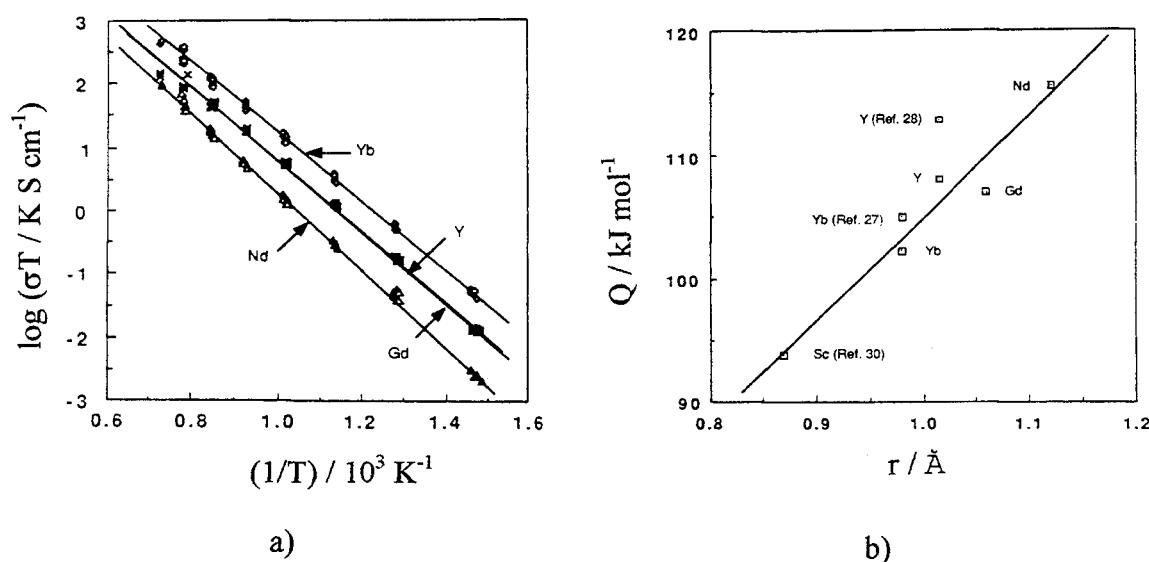 3
2
1
0
-1
-2
-3
log (σT / K S cm⁻¹)
Yb
Y
Nd
Gd
0.6 0.8 1.0 1.2 1.4 1.6
(1/T) / 10³ K⁻¹
a)
120
110
100
90
Q / kJ mol⁻¹
Nd
Y (Ref. 28)
Y
Gd
Yb (Ref. 27)
Yb
Sc (Ref. 30)
0.8 0.9 1.0 1.1 1.2
r / Å
b)